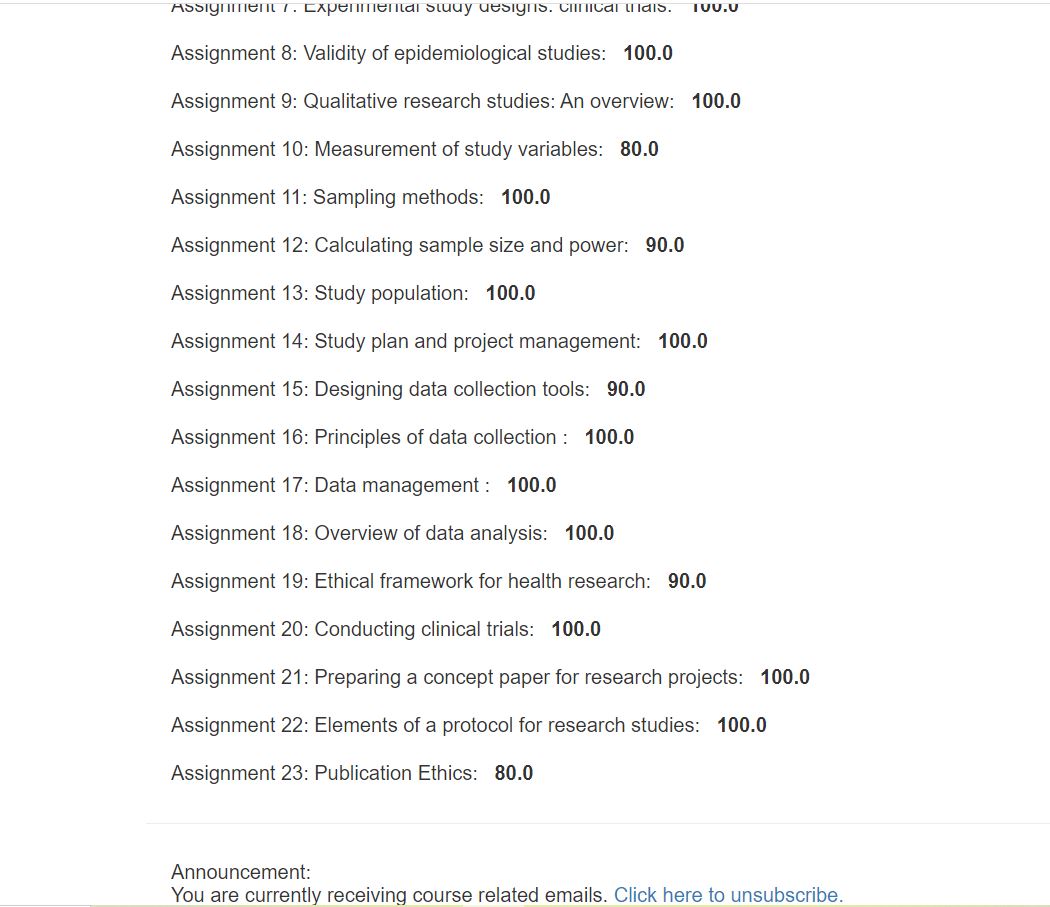 Assignment 7: Experimental study designs: clinical trials: 100.0
Assignment 8: Validity of epidemiological studies: 100.0
Assignment 9: Qualitative research studies: An overview: 100.0
Assignment 10: Measurement of study variables: 80.0
Assignment 11: Sampling methods: 100.0
Assignment 12: Calculating sample size and power: 90.0
Assignment 13: Study population: 100.0
Assignment 14: Study plan and project management: 100.0
Assignment 15: Designing data collection tools: 90.0
Assignment 16: Principles of data collection : 100.0
Assignment 17: Data management : 100.0
Assignment 18: Overview of data analysis: 100.0
Assignment 19: Ethical framework for health research: 90.0
Assignment 20: Conducting clinical trials: 100.0
Assignment 21: Preparing a concept paper for research projects: 100.0
Assignment 22: Elements of a protocol for research studies: 100.0
Assignment 23: Publication Ethics: 80.0
Announcement:
You are currently receiving course related emails. Click here to unsubscribe.